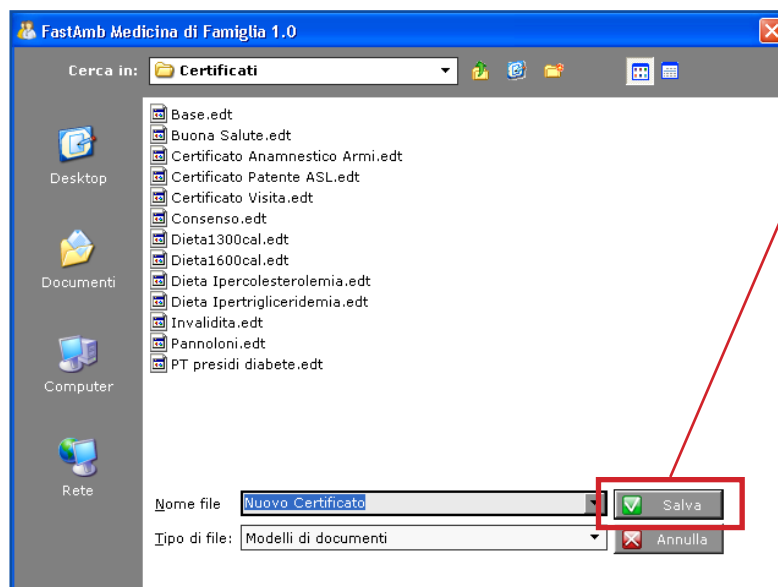 FastAmb Medicina di Famiglia 1.0
Cerca in: Certificati
Base.edt
Buona Salute.edt
Certificato Anamnestico Armi.edt
Certificato Patente ASL.edt
Certificato Visita.edt
Consenso.edt
Dieta1300cal.edt
Dieta1600cal.edt
Dieta Ipercolesterolemia.edt
Dieta Ipertrigliceridemia.edt
Invalidita.edt
Pannoloni.edt
PT presidi diabete.edt
Desktop
Documenti
Computer
Rete
Nome file Nuovo Certificato Salva
Tipo di file: Modelli di documenti Annulla